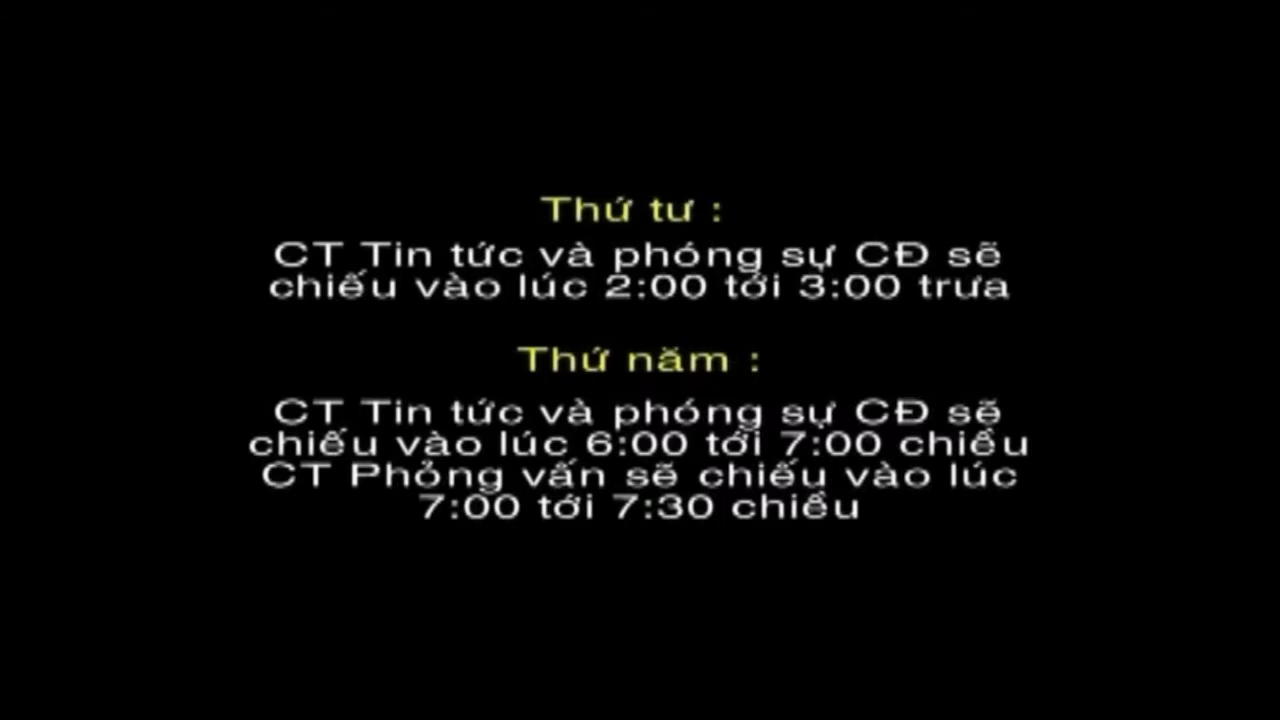 Thứ tư :
CT Tin tức và phóng sự CĐ sẽ
chiếu vào lúc 2:00 tới 3:00 trưa
Thứ năm :
CT Tin tức và phóng sự CĐ sẽ
chiếu vào lúc 6:00 tới 7:00 chiều
CT Phỏng vấn sẽ chiếu vào lúc
7:00 tới 7:30 chiều